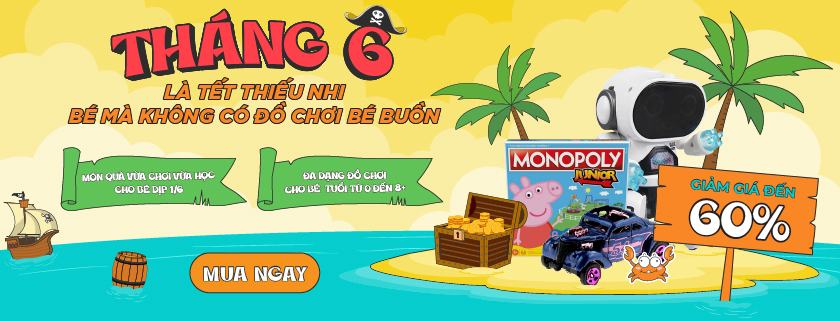 THÁNG 6
LÀ TẾT THIẾU NHI
BÉ MÀ KHÔNG CÓ ĐỒ CHƠI BÉ BUỒN
MÓN QUÀ VỪA CHƠI VỪA HỌC
CHO BÉ DỊP 1/6
ĐA DẠNG ĐỒ CHƠI
CHO BÉ TUỔI TỪ 0 ĐẾN 8+
MUA NGAY
MONOPOLY
JUNIOR
GIẢM GIÁ ĐẾN
60%